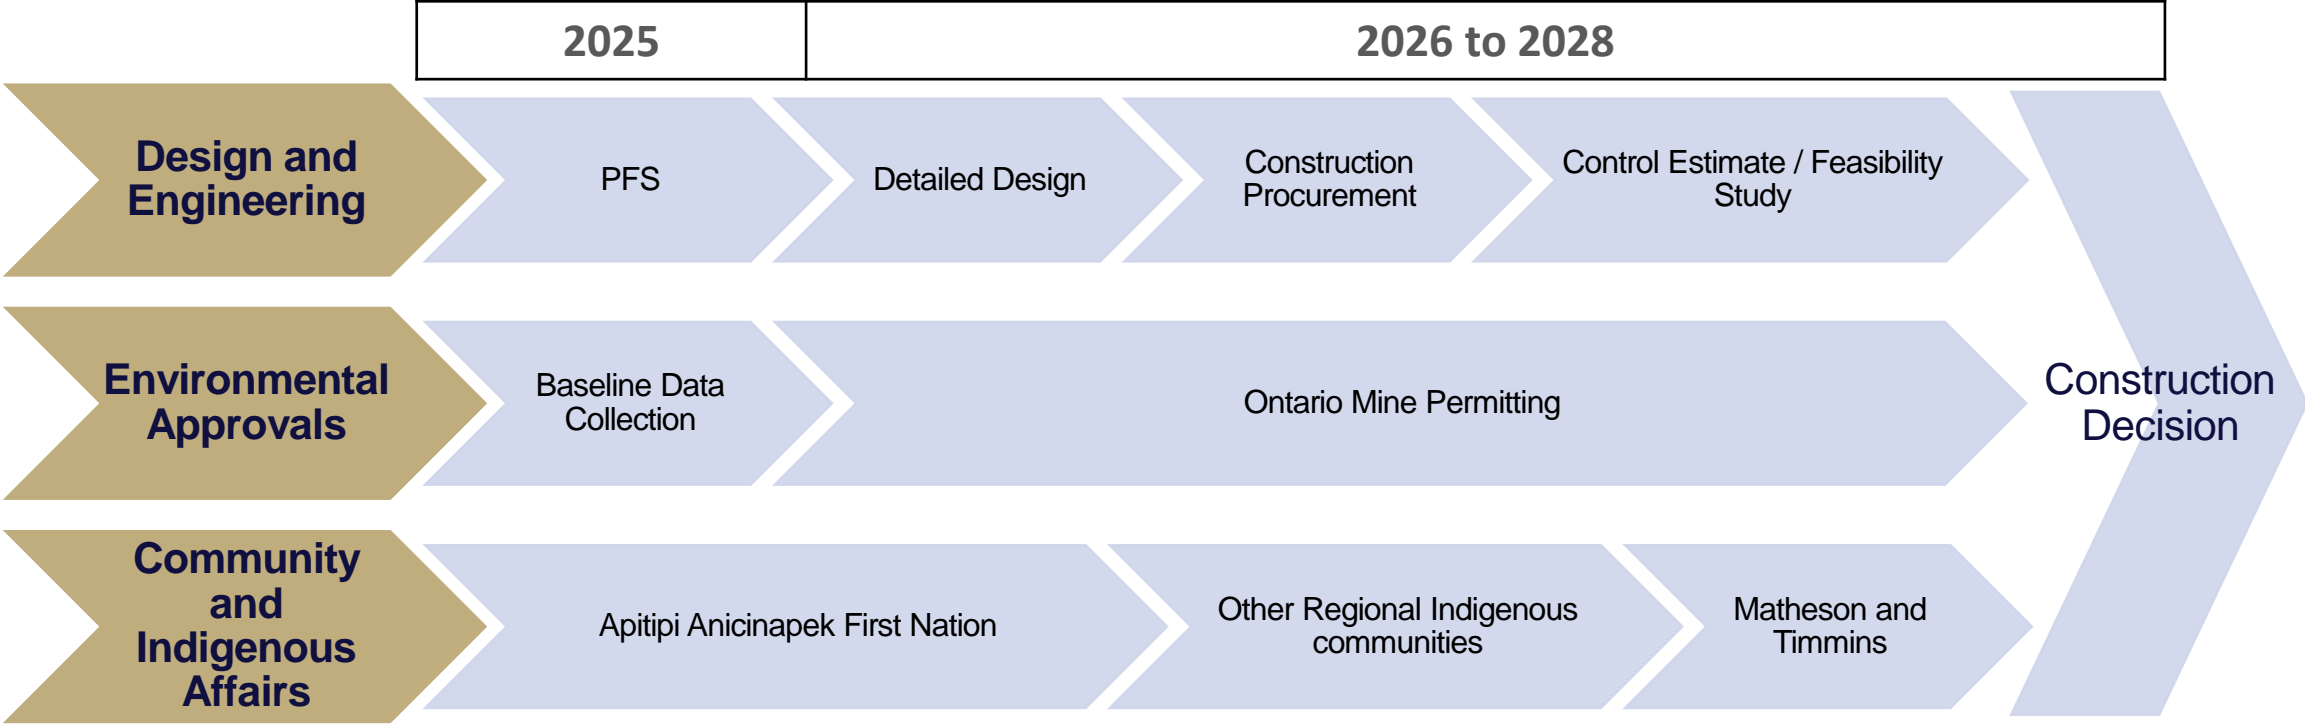 2025
2026 to 2028
Design and
Engineering
PFS
Detailed Design
Construction
Procurement
Control Estimate / Feasibility
Study
Environmental
Approvals
Baseline Data
Collection
Ontario Mine Permitting
Construction
Decision
Community
and
Indigenous
Affairs
Apitipi Anicinapek First Nation
Other Regional Indigenous
communities
Matheson and
Timmins